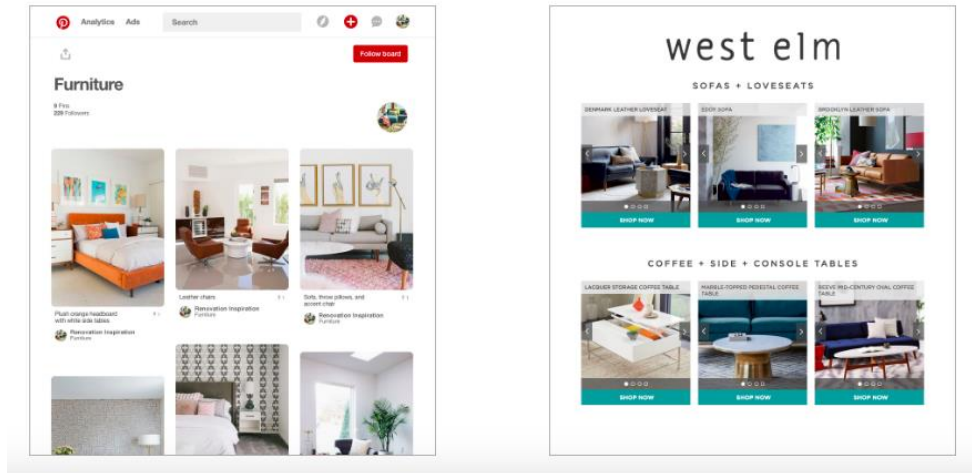 Analytics Ads Search
Follow board
Furniture
9 Pins
229 Followers
Plush orange headboard
with white side tables
Renovation Inspiration
Furniture
Leather chairs
Renovation Inspiration
Furniture
Sofa, throw pillows, and
accent chair
Renovation Inspiration
Furniture
west elm
SOFAS + LOVESEATS
DENMARK LEATHER LOVESEAT
EDDY SOFA
BROOKLYN LEATHER SOFA
SHOP NOW
SHOP NOW
SHOP NOW
COFFEE + SIDE + CONSOLE TABLES
LACQUER STORAGE COFFEE TABLE
MARBLE-TOPPED PEDESTAL COFFEE
TABLE
REEVE MID-CENTURY OVAL COFFEE
TABLE
SHOP NOW
SHOP NOW
SHOP NOW